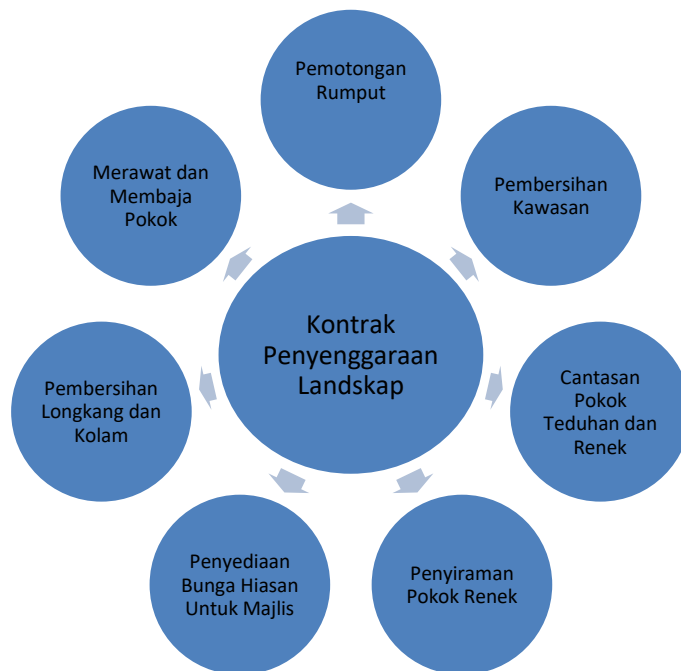 Pemotongan
Rumput
Merawat dan
Membaja
Pokok
Pembersihan
Kawasan
Kontrak
Penyenggaraan
Landskap
Pembersihan
Longkang dan
Kolam
Cantasan
Pokok
Teduhan dan
Renek
Penyediaan
Bunga Hiasan
Untuk Majlis
Penyiraman
Pokok Renek